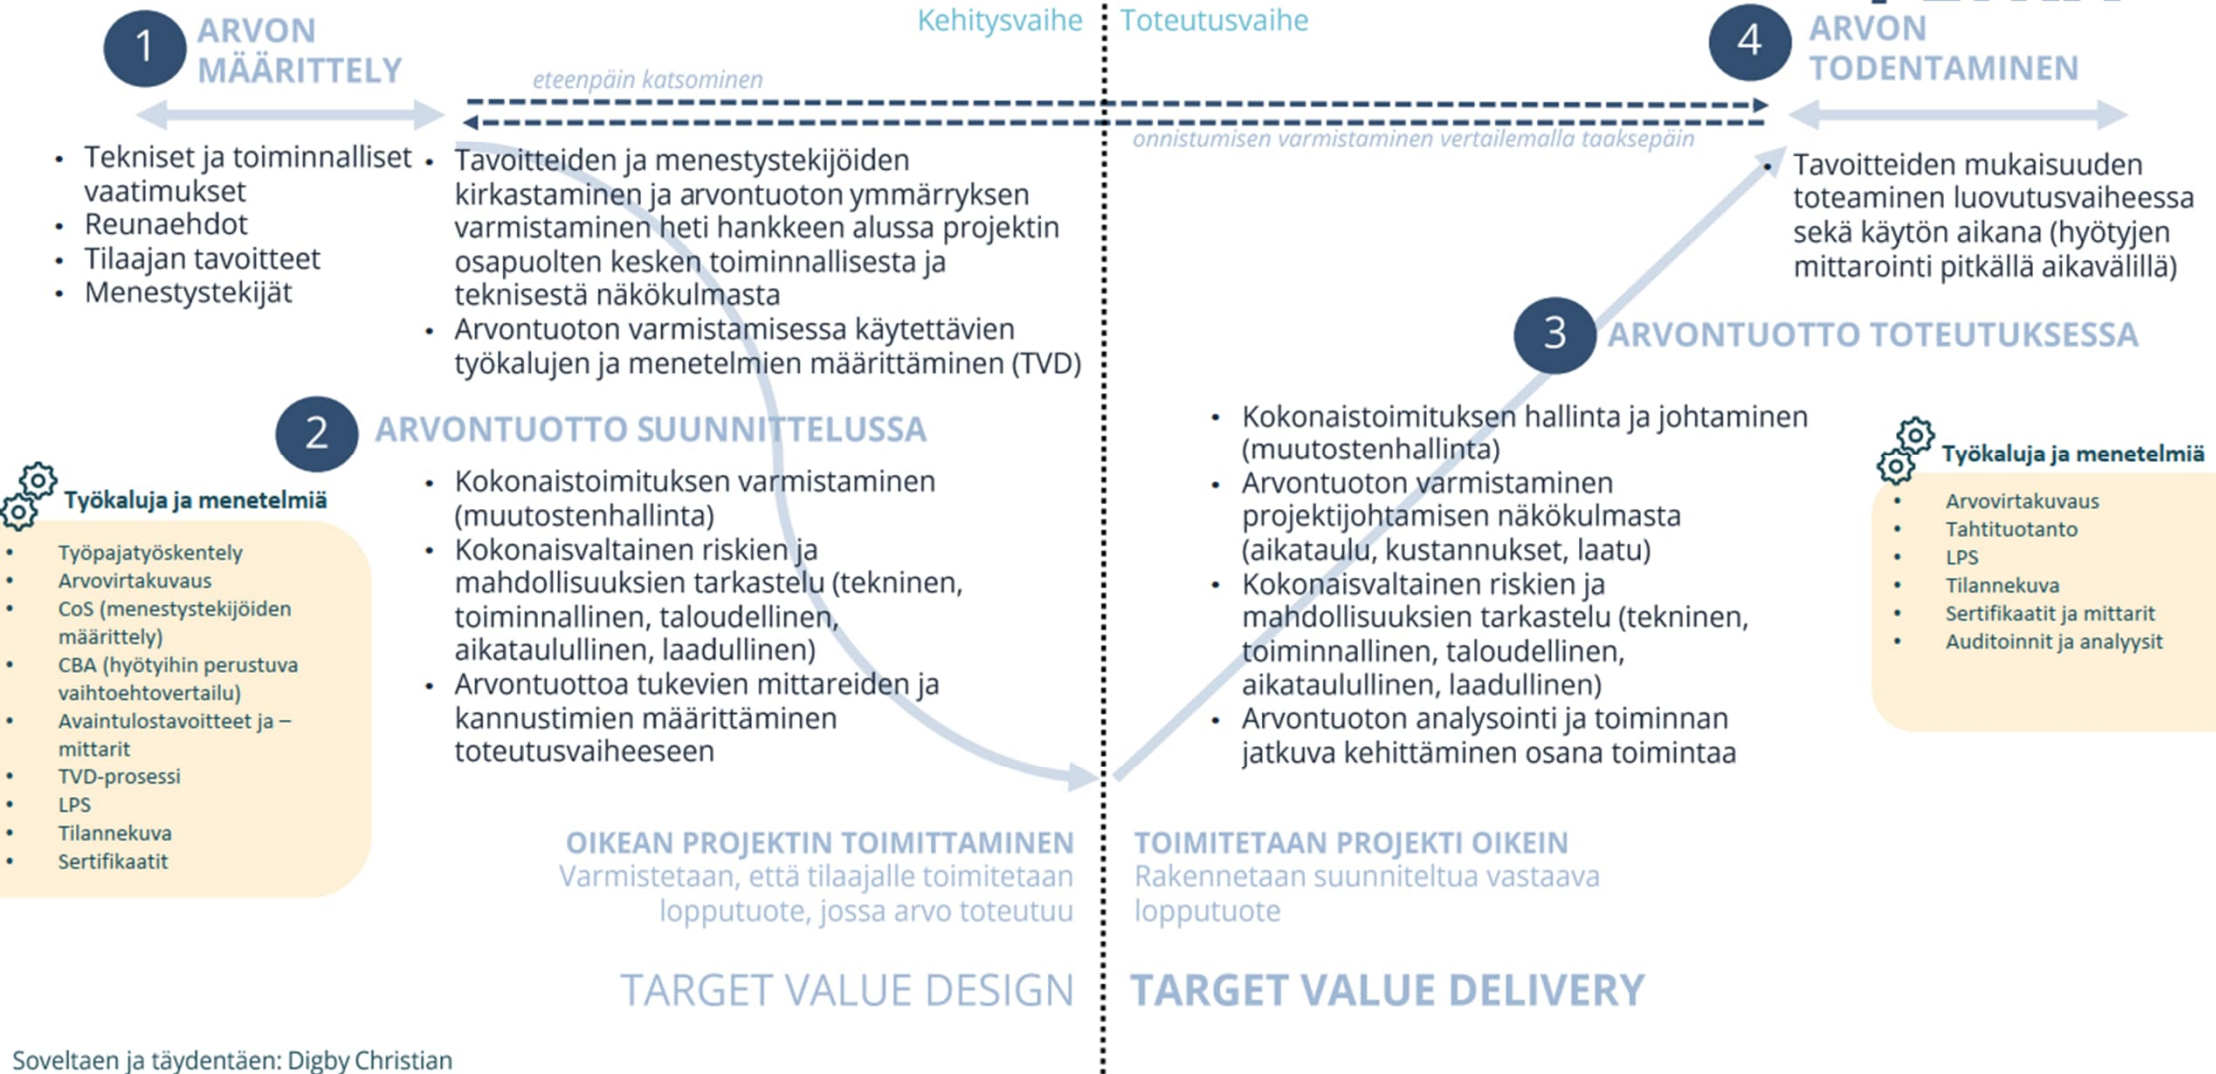 Kehitysvaihe
Toteutusvaihe
1
ARVON
MÄÄRITTELY
eteenpäin katsominen
onnistumisen varmistaminen vertailemalla taaksepäin
4
ARVON
TODENTAMINEN
• Tekniset ja toiminnalliset
vaatimukset
• Reunaehdot
• Tilaajan tavoitteet
• Menestystekijät
• Tavoitteiden ja menestystekijöiden
kirkastaminen ja arvontuoton ymmärryksen
varmistaminen heti hankkeen alussa projektin
osapuolten kesken toiminnallisesta ja
teknisestä näkökulmasta
• Arvontuoton varmistamisessa käytettävien
työkalujen ja menetelmien määrittäminen (TVD)
• Tavoitteiden mukaisuuden
toteaminen luovutusvaiheessa
sekä käytön aikana (hyötyjen
mittarointi pitkällä aikavälillä)
2
ARVONTUOTTO SUUNNITTELUSSA
• Kokonaistoimituksen varmistaminen
(muutostenhallinta)
• Kokonaisvaltainen riskien ja
mahdollisuuksien tarkastelu (tekninen,
toiminnallinen, taloudellinen,
aikataulullinen, laadullinen)
• Arvontuottoa tukevien mittareiden ja
kannustimien määrittäminen
toteutusvaiheeseen
Työkaluja ja menetelmiä
• Työpajatyöskentely
• Arvovirtakuvaus
• CoS (menestystekijöiden
määrittely)
• CBA (hyötyihin perustuva
vaihtoehtovertailu)
• Avaintulostavoitteet ja –
mittarit
• TVD-prosessi
• LPS
• Tilannekuva
• Sertifikaatit
3
ARVONTUOTTO TOTEUTUKSESSA
• Kokonaistoimituksen hallinta ja johtaminen
(muutostenhallinta)
• Arvontuoton varmistaminen
projektijohtamisen näkökulmasta
(aikataulu, kustannukset, laatu)
• Kokonaisvaltainen riskien ja
mahdollisuuksien tarkastelu (tekninen,
toiminnallinen, taloudellinen,
aikataulullinen, laadullinen)
• Arvontuoton analysointi ja toiminnan
jatkuva kehittäminen osana toimintaa
Työkaluja ja menetelmiä
• Arvovirtakuvaus
• Tahtituotanto
• LPS
• Tilannekuva
• Sertifikaatit ja mittarit
• Auditoinnit ja analyysit
OIKEAN PROJEKTIN TOIMITTAMINEN
Varmistetaan, että tilaajalle toimitetaan
lopputuote, jossa arvo toteutuu
TOIMITETAAN PROJEKTI OIKEIN
Rakennetaan suunniteltua vastaava
lopputuote
TARGET VALUE DESIGN
TARGET VALUE DELIVERY
Soveltaen ja täydentäen: Digby Christian